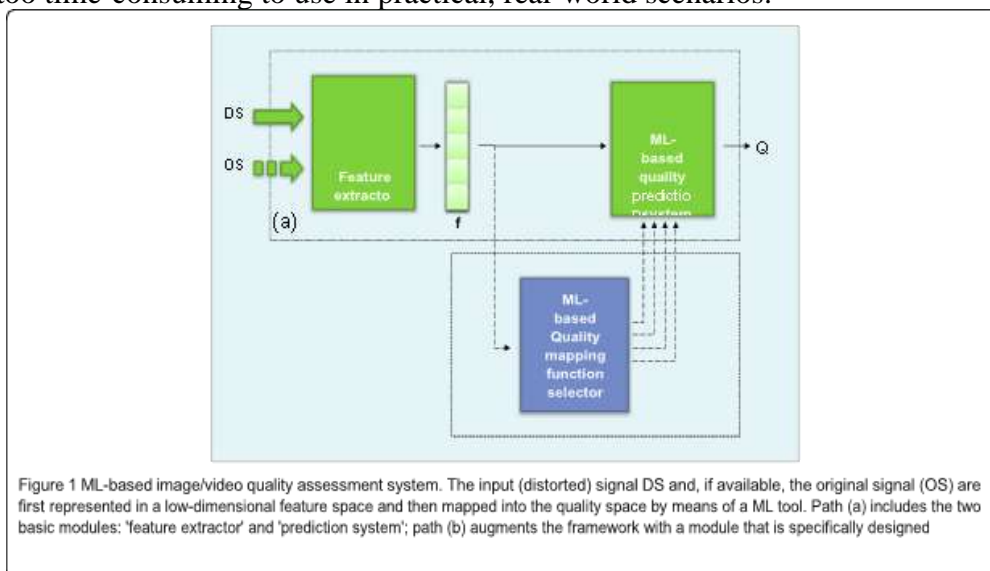 too time-consuming to use in practical, real-world scenarios.
DS
OS
Feature
extracto
(a)
f
ML-
based
quality
predictio
Q
ML-
based
Quality
mapping
function
selector
Figure 1 ML-based image/video quality assessment system. The input (distorted) signal DS and, if available, the original signal (OS) are
first represented in a low-dimensional feature space and then mapped into the quality space by means of a ML tool. Path (a) includes the two
basic modules: 'feature extractor' and 'prediction system'; path (b) augments the framework with a module that is specifically designed